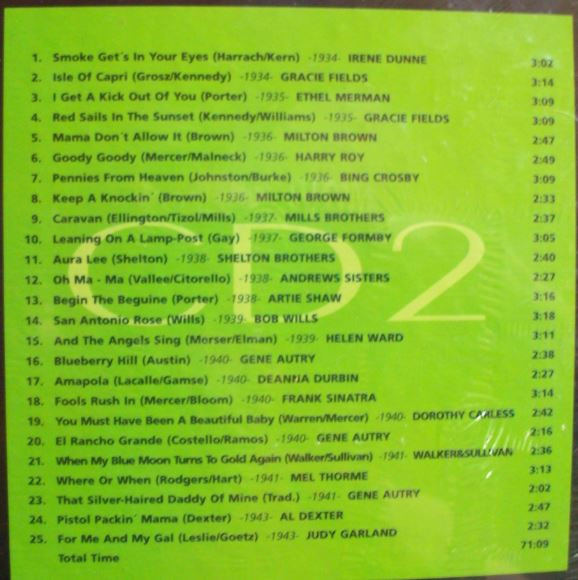 1. Smoke Get´s In Your Eyes (Harrach/Kern) -1934- IRENE DUNNE 3:02
2. Isle Of Capri (Grosz/Kennedy) -1934- GRACIE FIELDS 3:14
3. I Get A Kick Out Of You (Porter) -1935- ETHEL MERMAN 3:09
4. Red Sails In The Sunset (Kennedy/Williams) -1935- GRACIE FIELDS 3:09
5. Mama Don´t Allow It (Brown) -1936- MILTON BROWN 2:47
6. Goody Goody (Mercer/Malneck) -1936- HARRY ROY 2:49
7. Pennies From Heaven (Johnston/Burke) -1936- BING CROSBY 3:09
8. Keep A Knockin´ (Brown) -1936- MILTON BROWN 2:33
9. Caravan (Ellington/Tizol/Mills) -1937- MILLS BROTHERS 2:37
10. Leaning On A Lamp-Post (Gay) -1937- GEORGE FORMBY 3:05
11. Aura Lee (Shelton) -1938- SHELTON BROTHERS 2:40
12. Oh Ma - Ma (Vallee/Citorello) -1938- ANDREWS SISTERS 2:27
13. Begin The Beguine (Porter) -1938- ARTIE SHAW 3:16
14. San Antonio Rose (Wills) -1939- BOB WILLS 3:18
15. And The Angels Sing (Merser/Elman) -1939- HELEN WARD 3:11
16. Blueberry Hill (Austin) -1940- GENE AUTRY 2:38
17. Amapola (Lacalle/Gamse) -1940- DEANNA DURBIN 2:27
18. Fools Rush In (Mercer/Bloom) -1940- FRANK SINATRA 3:14
19. You Must Have Been A Beautiful Baby (Warren/Mercer) -1940- DOROTHY CARLESS 2:42
20. El Rancho Grande (Costello/Ramos) -1940- GENE AUTRY 2:16
21. When My Blue Moon Turns To Gold Again (Walker/Sullivan) -1941- WALKER&SULLIVAN 2:36
22. Where Or When (Rodgers/Hart) -1941- MEL THORME 3:13
23. That Silver-Haired Daddy Of Mine (Trad.) -1941- GENE AUTRY 2:02
24. Pistol Packin´ Mama (Dexter) -1943- AL DEXTER 2:47
25. For Me And My Gal (Leslie/Goetz) -1943- JUDY GARLAND 2:32
Total Time 71:09
CD2